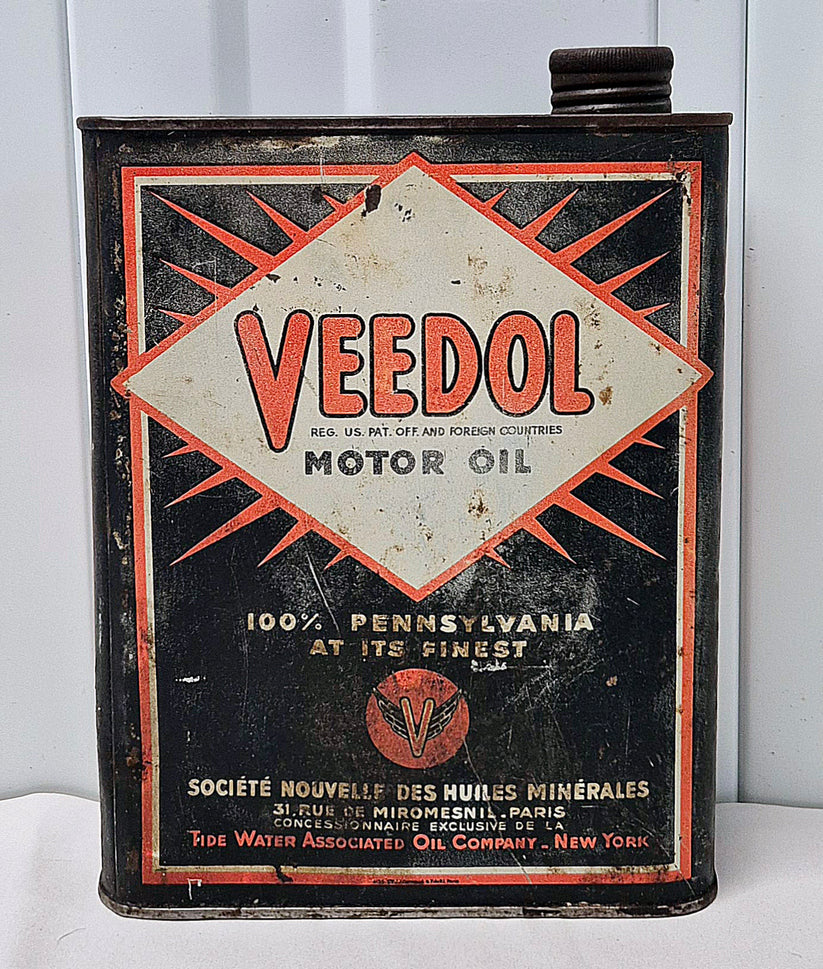 VEEDOL
REG. US. PAT. OFF. AND FOREIGN COUNTRIES
MOTOR OIL
100% PENNSYLVANIA
AT ITS FINEST
V
SOCIÉTÉ NOUVELLE DES HUILES MINÉRALES
31, RUE DE MIROMESNIL. PARIS
CONCESSIONNAIRE EXCLUSIVE DE LA
TIDE WATER ASSOCIATED OIL COMPANY _ NEW YORK